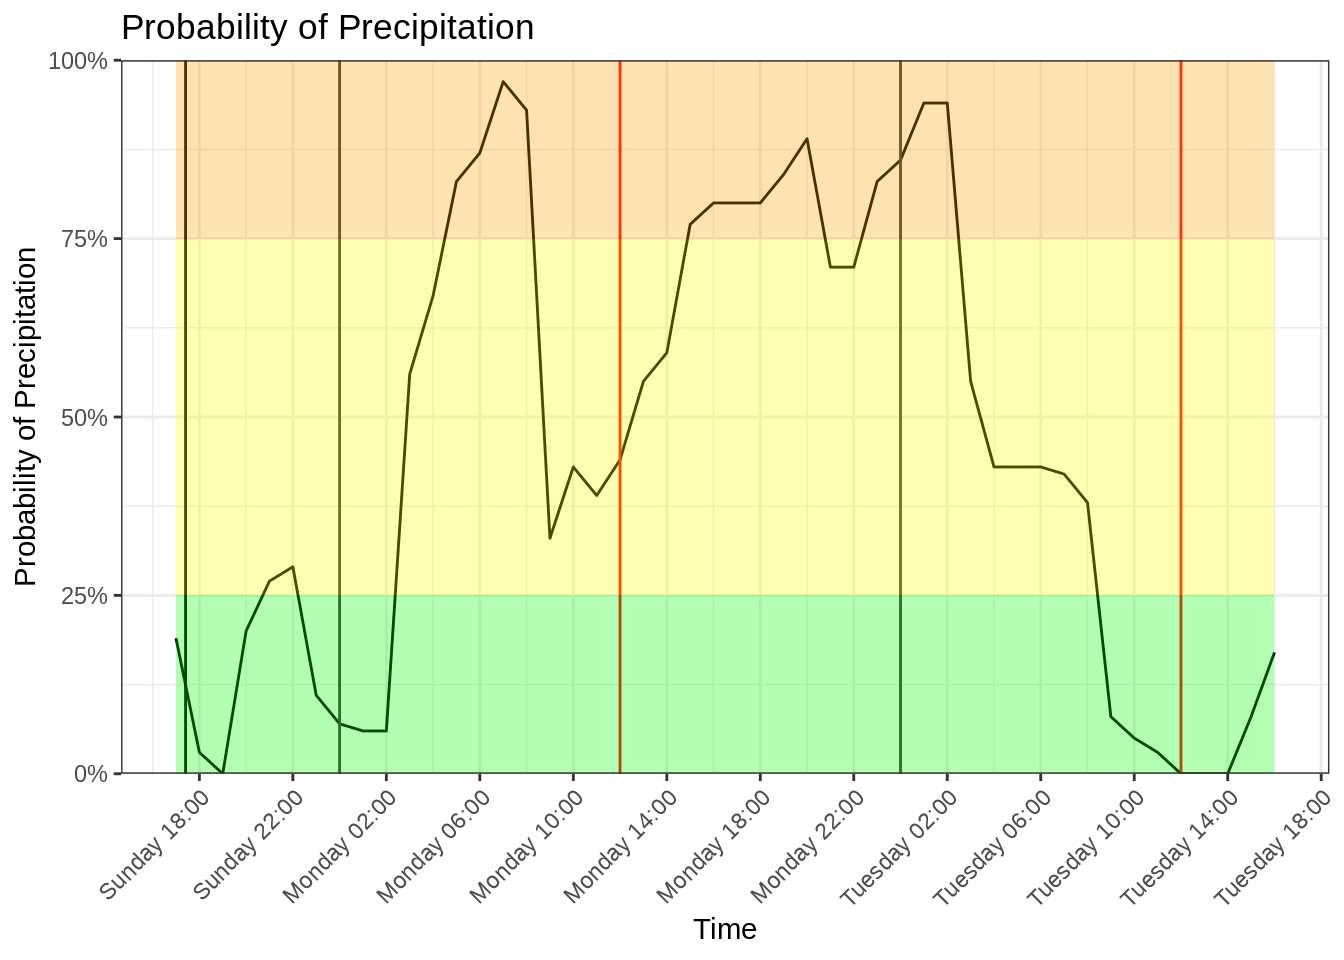 Probability of Precipitation
Probability of Precipitation
100%
75%
50%
25%
0%
Sunday 18:00
Sunday 22:00
Monday 02:00
Monday 06:00
Monday 10:00
Monday 14:00
Monday 18:00
Monday 22:00
Tuesday 02:00
Tuesday 06:00
Tuesday 10:00
Tuesday 14:00
Tuesday 18:00
Time